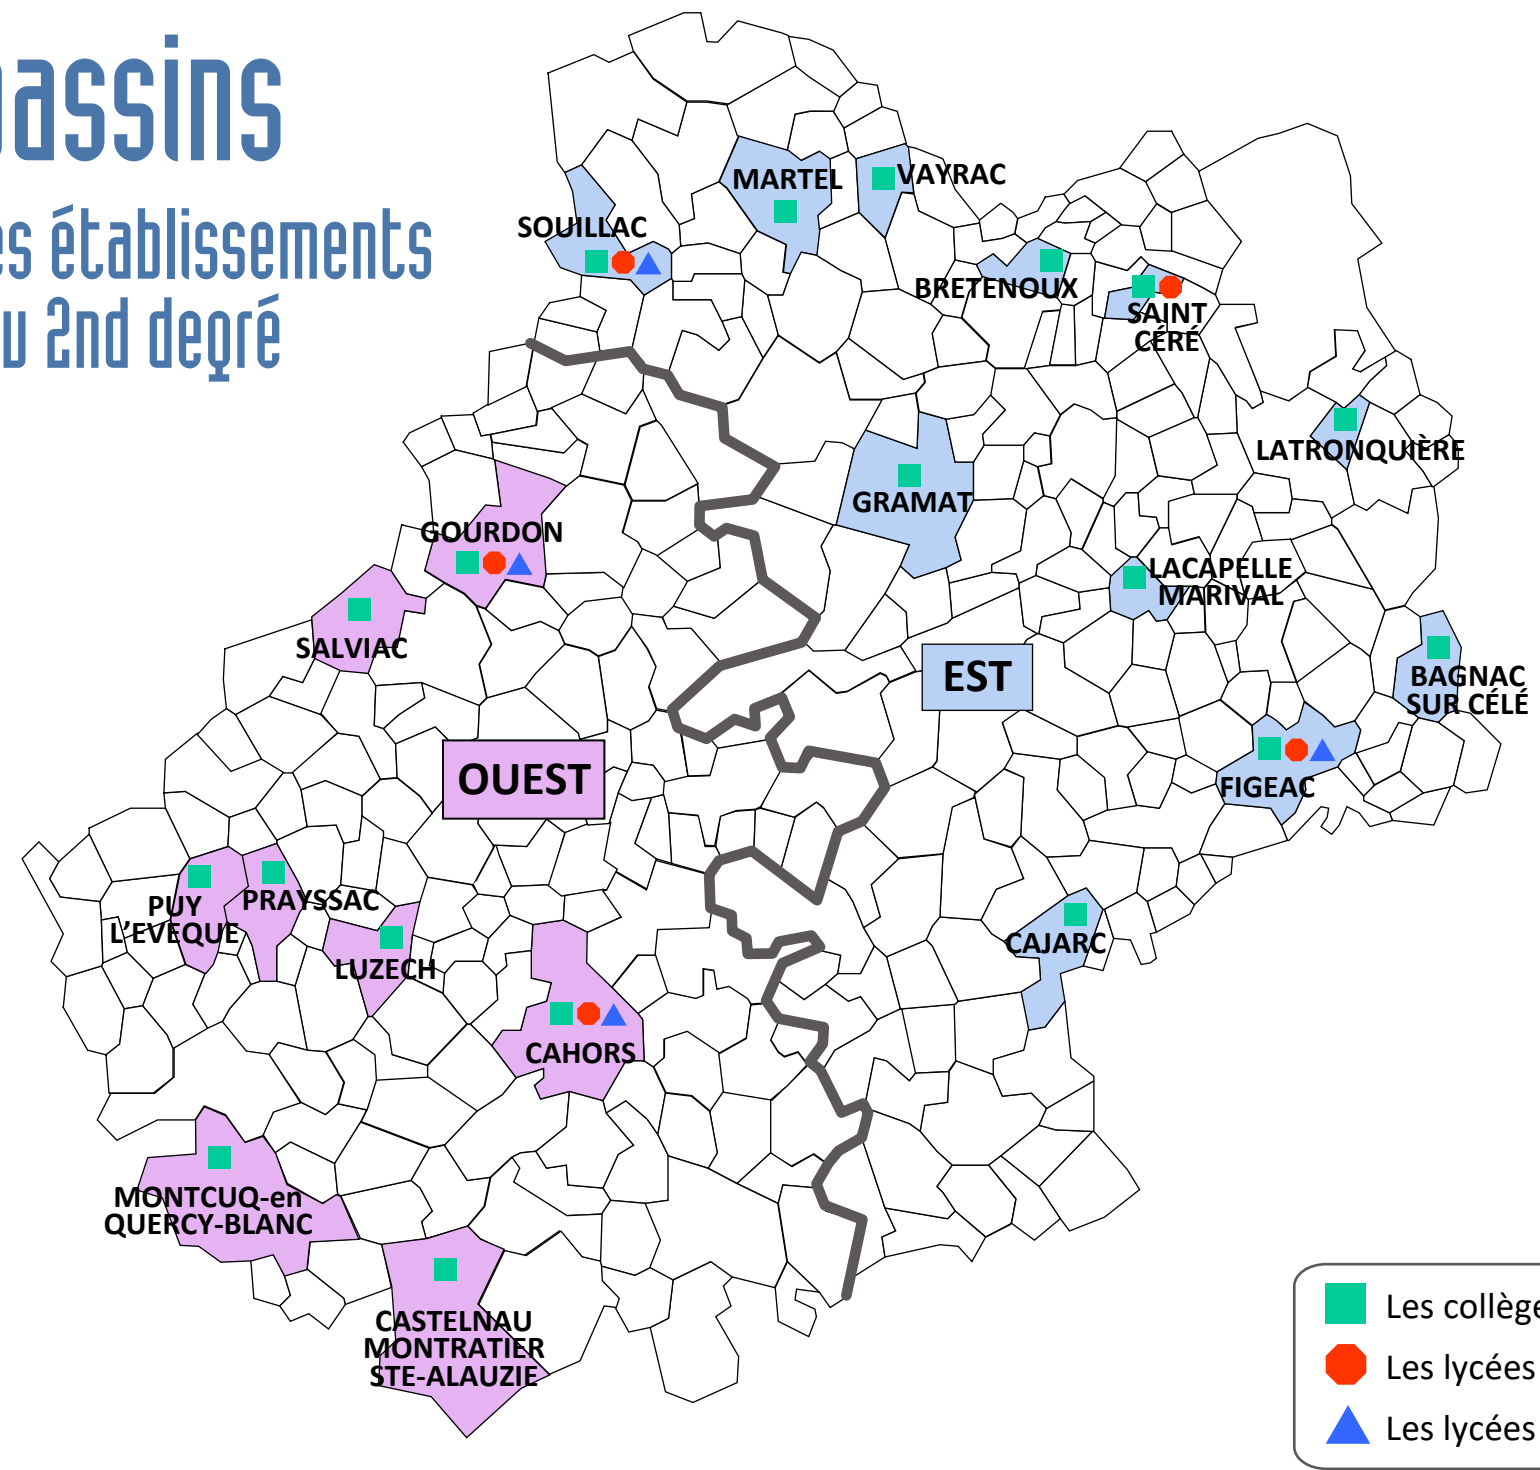 bassins
es établissements
u 2nd degré
MARTEL
VAYRAC
SOUILLAC
BRETENOUX
SAINT
CÉRÉ
LATRONQUIÈRE
GRAMAT
GOURDON
LACAPELLE
MARIVAL
SALVIAC
EST
BAGNAC
SUR CÉLÉ
OUEST
FIGEAC
PUY
L'EVEQUE
PRAYSSAC
LUZECH
CAJARC
CAHORS
MONTCUQ-en
QUERCY-BLANC
CASTELNAU
MONTRATIER
STE-ALAUZIE
Les collège
Les lycées
Les lycées